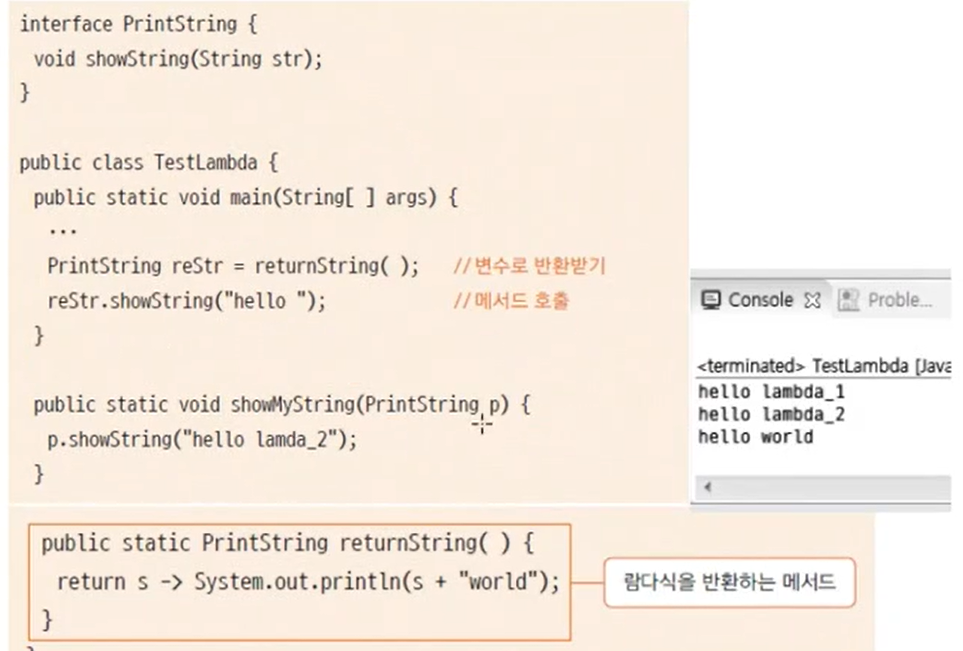 interface PrintString {
void showString(String str);
}
public class TestLambda {
public static void main(String[ ] args) {
...
PrintString reStr = returnString( ); //변수로 반환받기
reStr.showString("hello "); //메서드 호출
}
public static void showMyString(PrintString p) {
p.showString("hello lamda_2");
}
Console Proble...
<terminated> TestLambda [Java
hello lambda_1
hello lambda_2
hello world
public static PrintString returnString( ) {
return s -> System.out.println(s + "world");
}
람다식을 반환하는 메서드